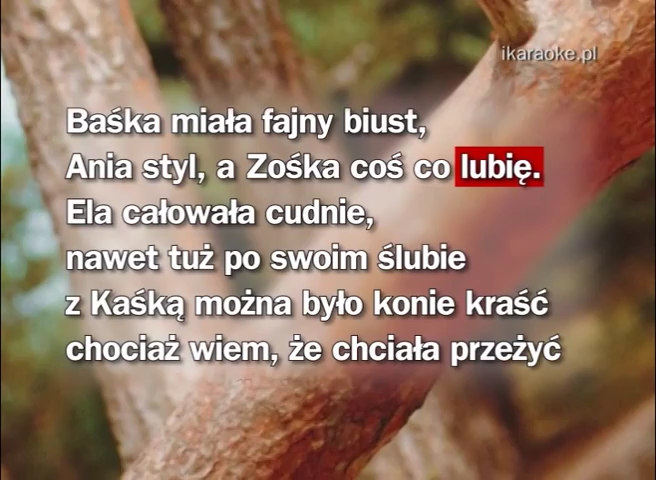 ikaraoke.pl
Baśka miała fajny biust,
Ania styl, a Zośka coś co lubię.
Ela całowała cudnie,
nawet tuż po swoim ślubie
z Kaśką można było konie kraść
chociaż wiem, że chciała przeżyć